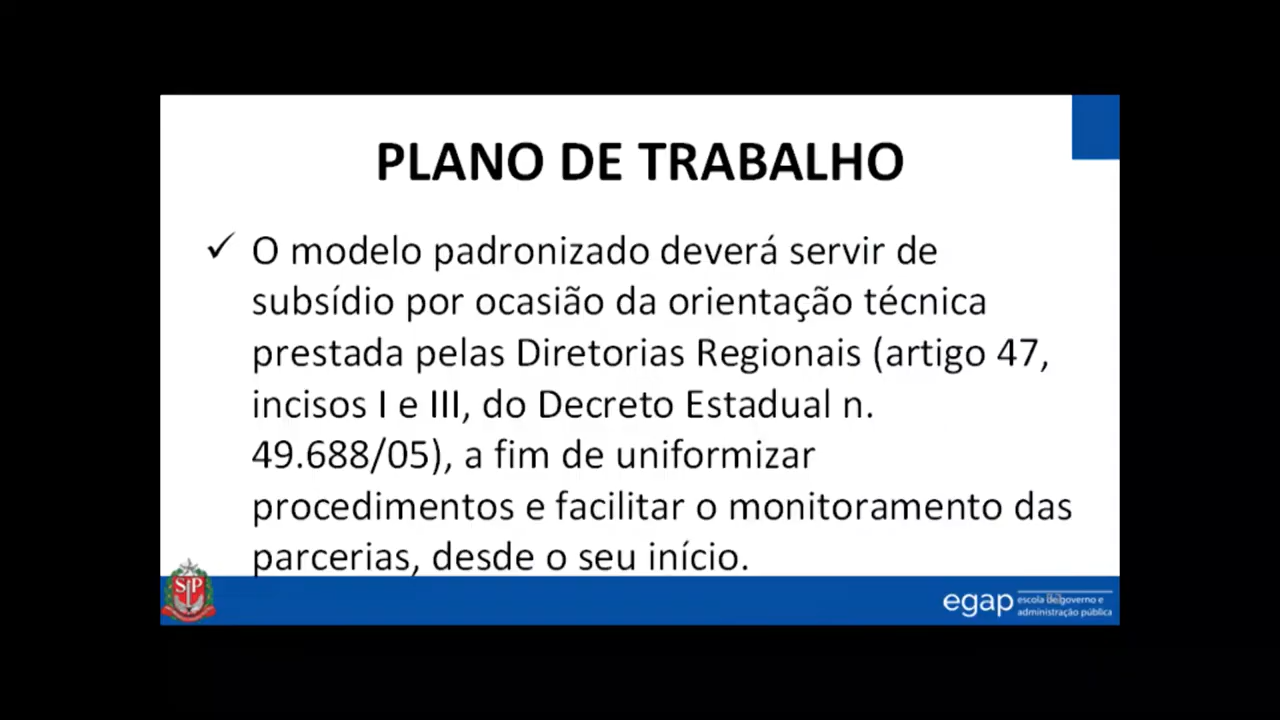 PLANO DE TRABALHO
✓ O modelo padronizado deverá servir de
subsídio por ocasião da orientação técnica
prestada pelas Diretorias Regionais (artigo 47,
incisos I e III, do Decreto Estadual n.
49.688/05), a fim de uniformizar
procedimentos e facilitar o monitoramento das
parcerias, desde o seu início.
SP
egap
escola de governo e
administração pública